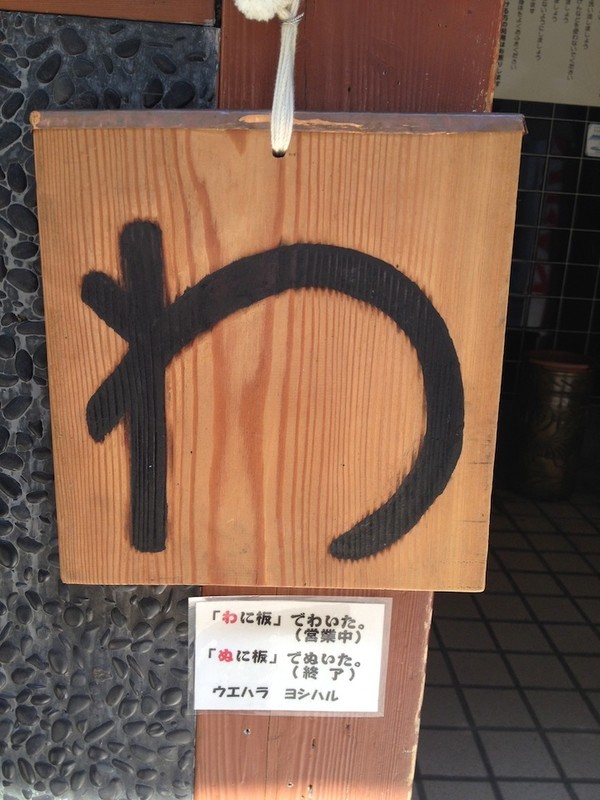 わ
「わに板」でわいた。
（営業中）
「ぬに板」でぬいた。
（終 ア）
ウエハラ ヨシハル